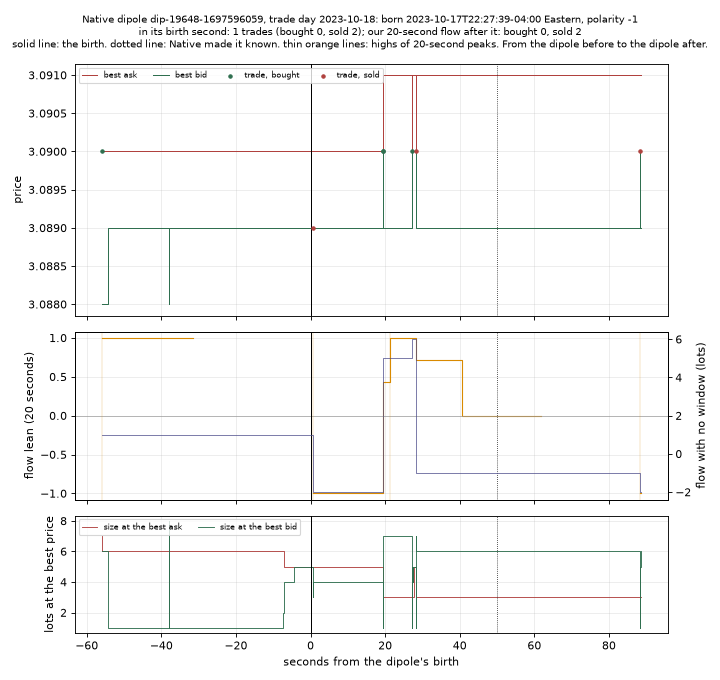 Native dipole dip-19648-1697596059, trade day 2023-10-18: born 2023-10-17T22:27:39-04:00 Eastern, polarity -1
in its birth second: 1 trades (bought 0, sold 2); our 20-second flow after it: bought 0, sold 2
solid line: the birth. dotted line: Native made it known. thin orange lines: highs of 20-second peaks. From the dipole before to the dipole after.
best ask
best bid
trade, bought
trade, sold
3.0910
3.0905
3.0900
3.0895
3.0890
3.0885
3.0880
price
1.0
0.5
0.0
−0.5
−1.0
flow lean (20 seconds)
6
4
2
0
−2
flow with no window (lots)
size at the best ask
size at the best bid
8
6
4
2
lots at the best price
−60
−40
−20
0
20
40
60
80
seconds from the dipole's birth